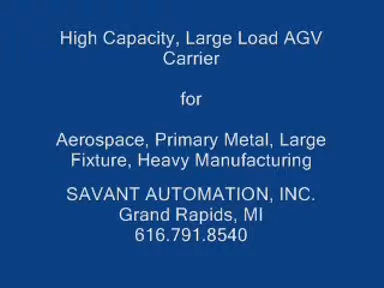 High Capacity, Large Load AGV
Carrier
for
Aerospace, Primary Metal, Large
Fixture, Heavy Manufacturing
SAVANT AUTOMATION, INC.
Grand Rapids, MI
616.791.8540